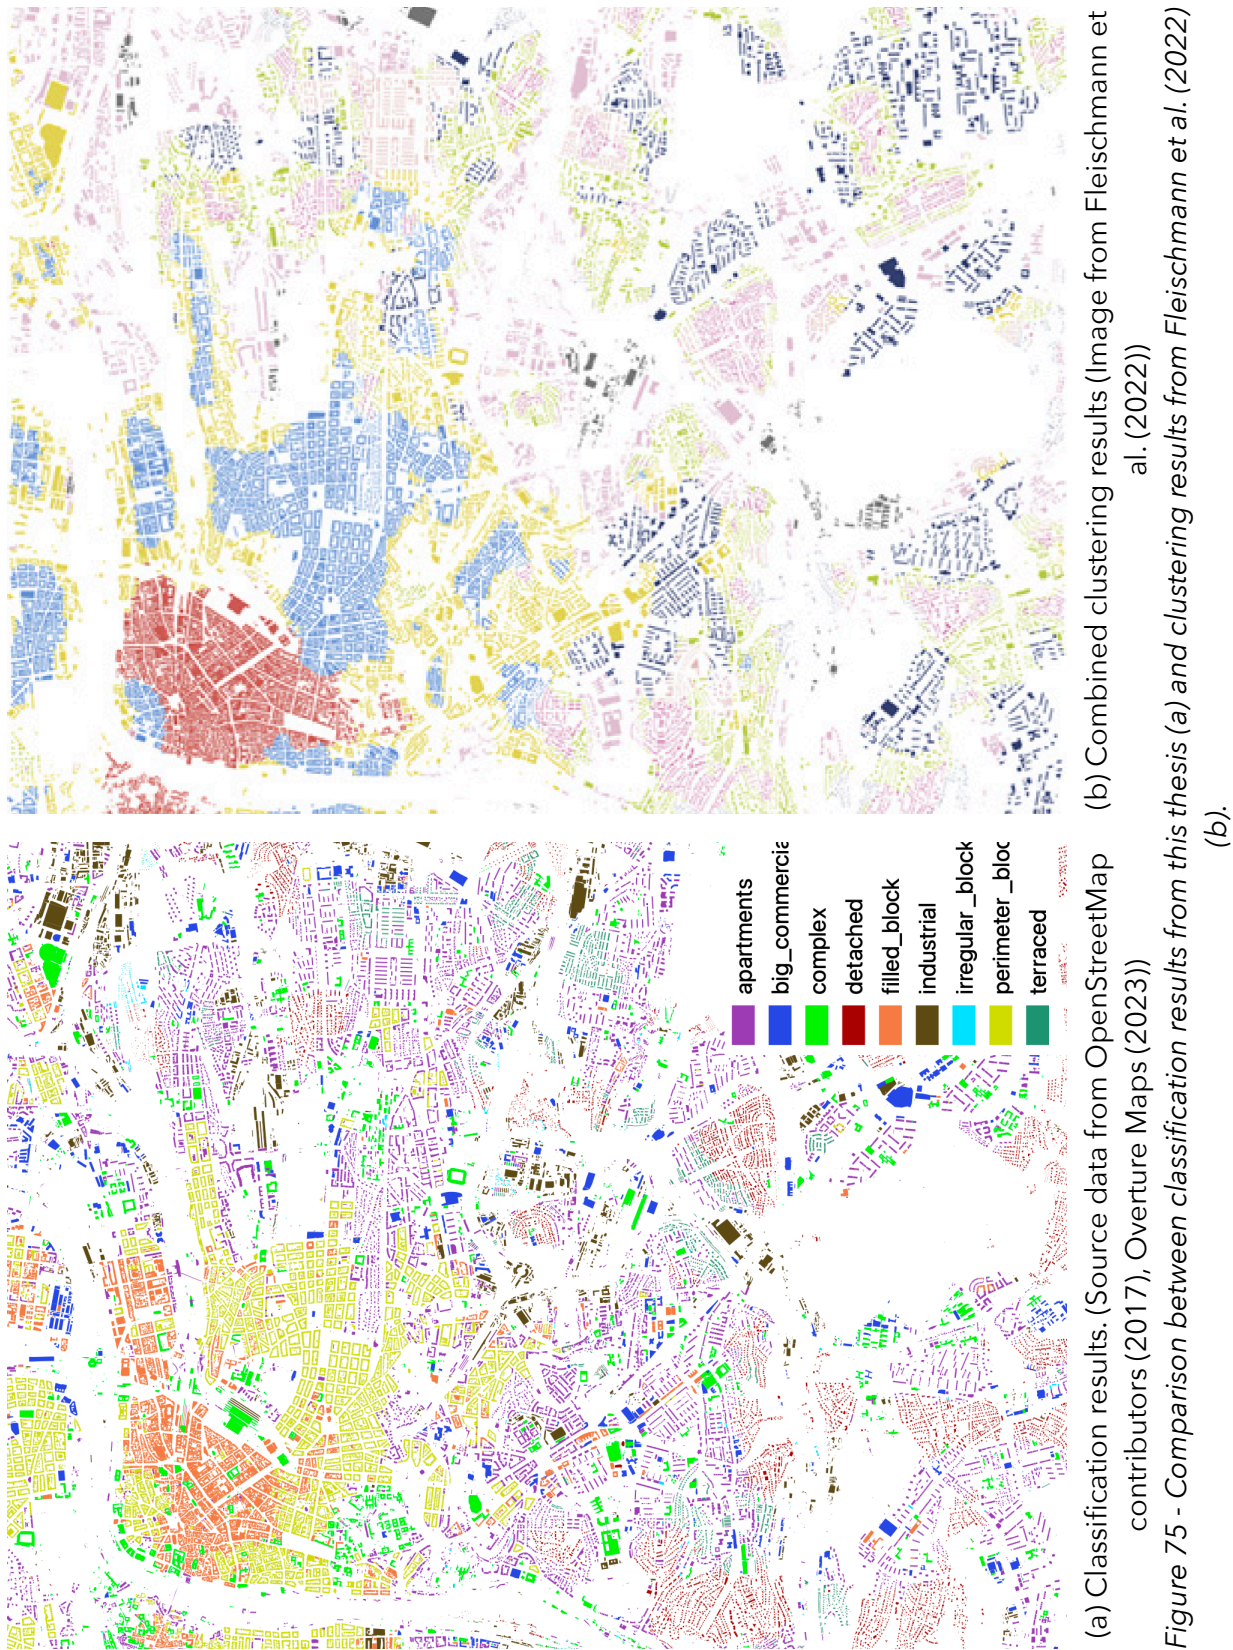 apartments
big_commercia
complex
detached
filled_block
industrial
irregular_block
perimeter_bloc
terraced
(a) Classification results. (Source data from OpenStreetMap
contributors (2017), Overture Maps (2023))
(b) Combined clustering results (Image from Fleischmann et
al. (2022))
Figure 75 - Comparison between classification results from this thesis (a) and clustering results from Fleischmann et al. (2022)
(b).